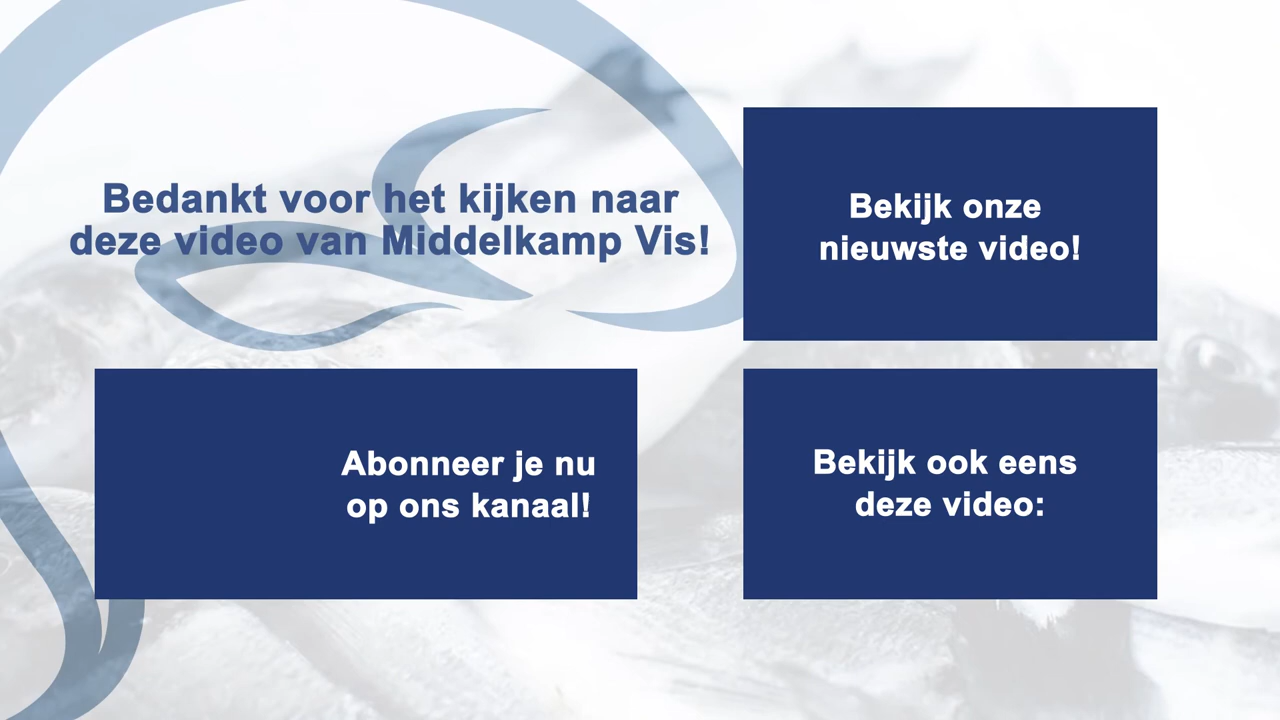 Bedankt voor het kijken naar
deze video van Middelkamp Vis!
Bekijk onze
nieuwste video!
Abonneer je nu
op ons kanaal!
Bekijk ook eens
deze video: